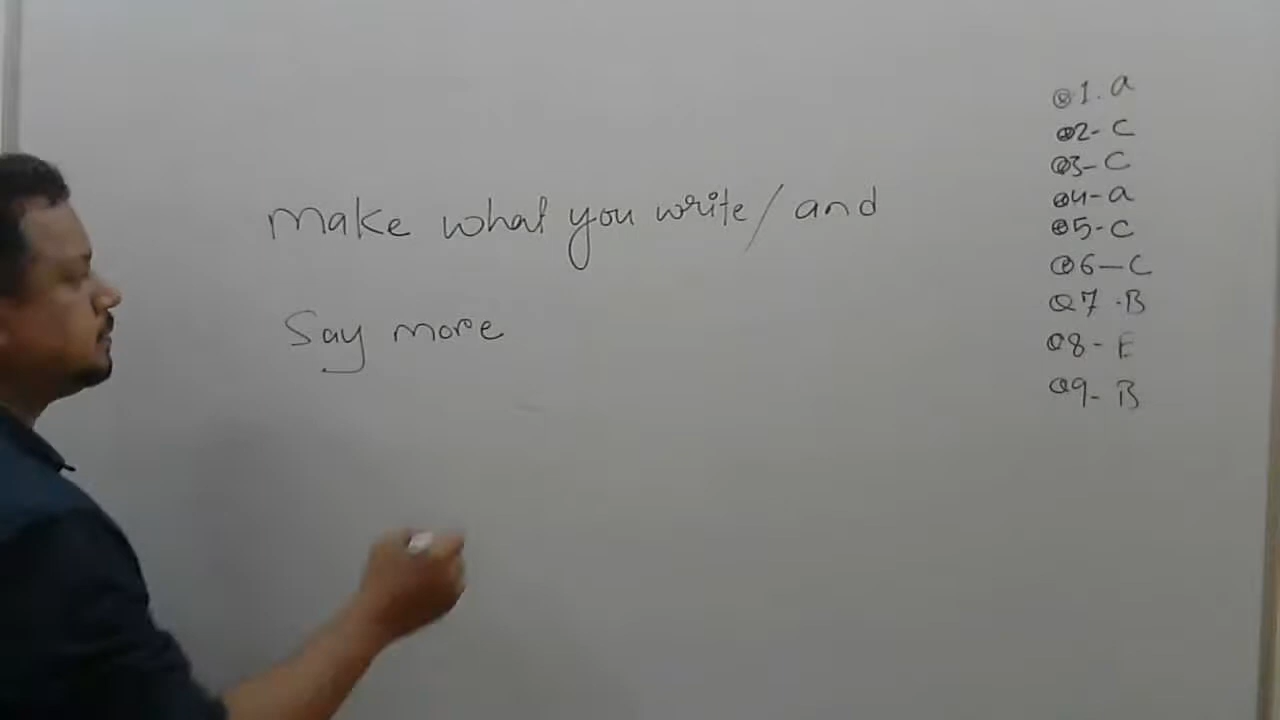 make what you write/ and
Say more
Q1. a
Q2- C
Q3- C
Q4- a
Q5- C
Q6- C
Q7 - B
Q8 - E
Q9- B